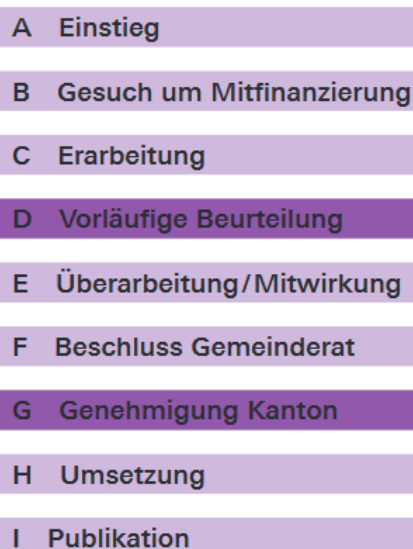 A Einstieg
B Gesuch um Mitfinanzierung
C Erarbeitung
D Vorläufige Beurteilung
E Überarbeitung/Mitwirkung
F Beschluss Gemeinderat
G Genehmigung Kanton
H Umsetzung
I Publikation